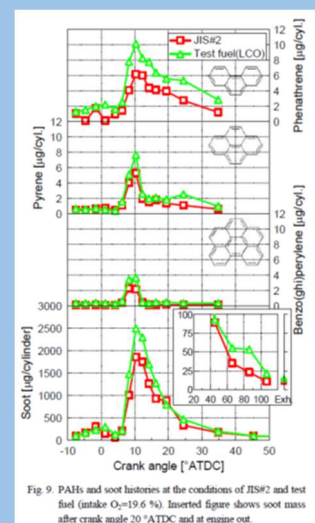 JIS#2
Test fuel(LCO)
12
10
8
6
4
2
0
Phenathrene [μg/cyl.]
12
10
8
6
4
2
0
Pyrene [μg/cyl.]
12
10
8
6
4
2
0
Benzo(ghi)perylene [μg/cyl.]
3000
2500
2000
1500
1000
500
0
Soot [μg/cylinder]
100
75
50
25
0
20 40 60 80 100 Exh.
-10 0 10 20 30 40 50
Crank angle [°ATDC]
Fig. 9. PAHs and soot histories at the conditions of JIS#2 and test
fuel (intake O₂=19.6 %). Inserted figure shows soot mass
after crank angle 20 °ATDC and at engine out.